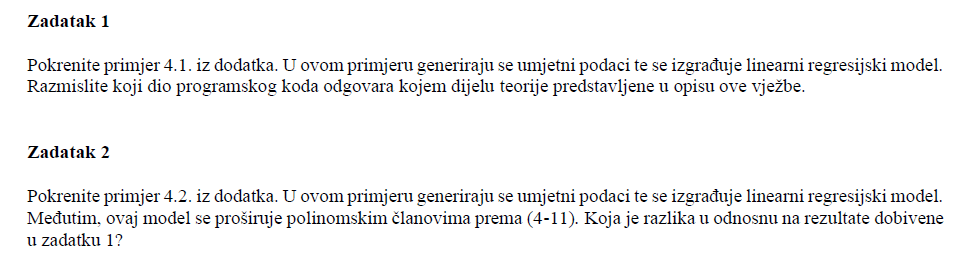 Zadatak 1
Pokrenite primjer 4.1. iz dodatka. U ovom primjeru generiraju se umjetni podaci te se izgrađuje linearni regresijski model.
Razmislite koji dio programskog koda odgovara kojem dijelu teorije predstavljene u opisu ove vježbe.
Zadatak 2
Pokrenite primjer 4.2. iz dodatka. U ovom primjeru generiraju se umjetni podaci te se izgrađuje linearni regresijski model.
Međutim, ovaj model se proširuje polinomskim članovima prema (4-11). Koja je razlika u odnosnu na rezultate dobivene
u zadatku 1?